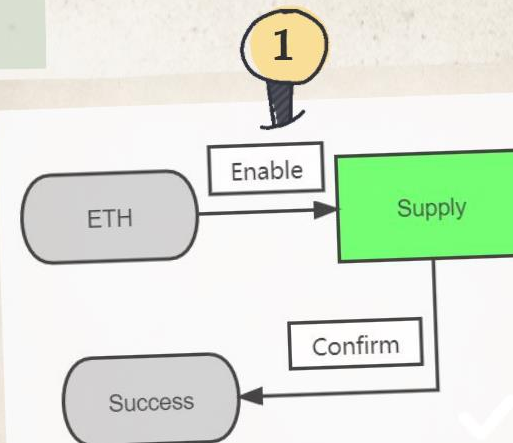 1
Enable
ETH
Supply
Confirm
Success